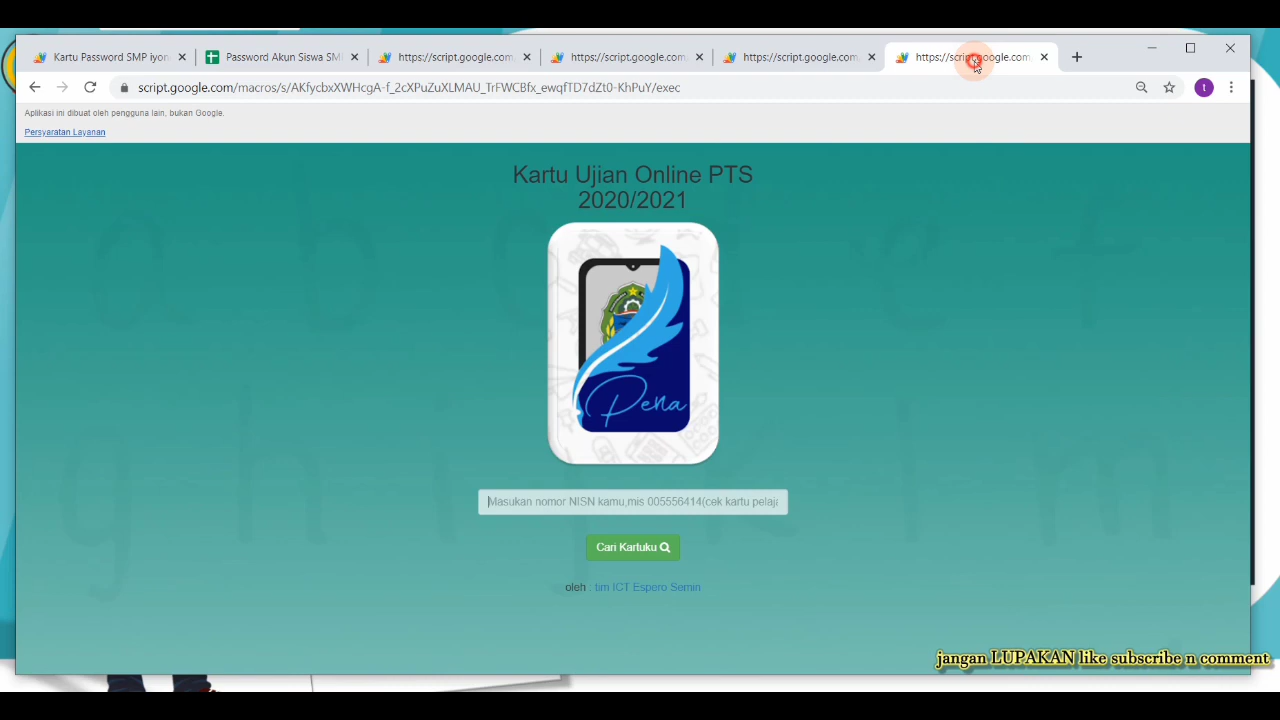 Kartu Password SMP iyon
Password Akun Siswa SM
https://script.google.com
https://script.google.com
https://script.google.com
https://script.google.com
script.google.com/macros/s/AKfycbxXWHcgA-f_2cXPuZuXLMAU_TrFWCBfx_ewqfTD7dZt0-KhPuY/exec
t
Aplikasi ini dibuat oleh pengguna lain, bukan Google.
Persyaratan Layanan
Kartu Ujian Online PTS
2020/2021
Pena
Masukan nomor NISN kamu,mis 005556414(cek kartu pelaja
Cari Kartuku
oleh : tim ICT Espero Semin
jangan LUPAKAN like subscribe n comment